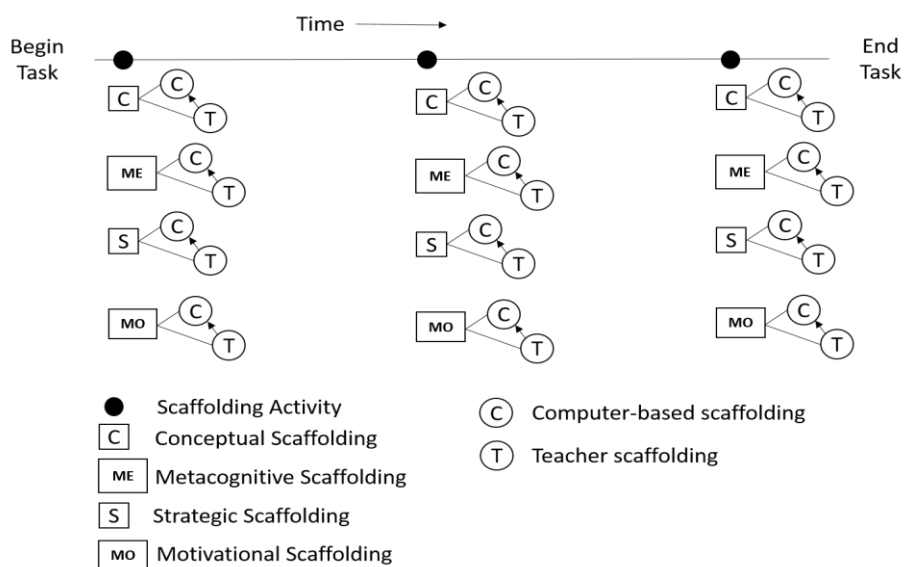 Time
Begin
Task
End
Task
C C T C C T C C T
ME C T ME C T ME C T
S C T S C T S C T
MO C T MO C T MO C T
Scaffolding Activity
C Conceptual Scaffolding
ME Metacognitive Scaffolding
S Strategic Scaffolding
MO Motivational Scaffolding
C Computer-based scaffolding
T Teacher scaffolding